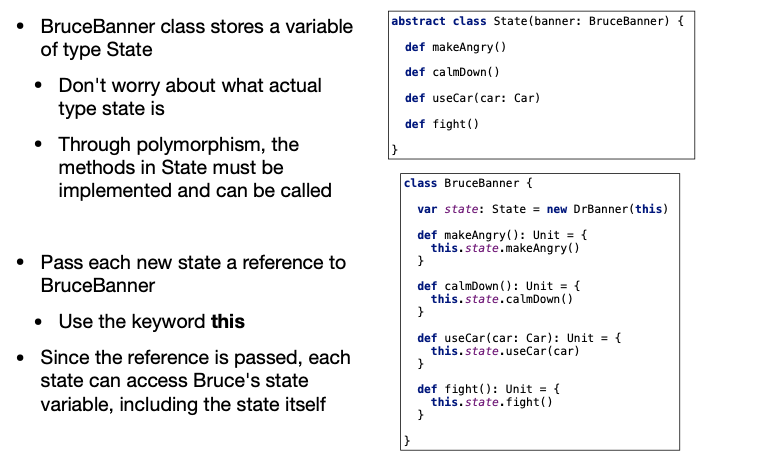 • BruceBanner class stores a variable
of type State
• Don't worry about what actual
type state is
• Through polymorphism, the
methods in State must be
implemented and can be called
• Pass each new state a reference to
BruceBanner
• Use the keyword this
• Since the reference is passed, each
state can access Bruce's state
variable, including the state itself
abstract class State(banner: BruceBanner) {
def makeAngry()
def calmDown()
def useCar(car: Car)
def fight()
}
class BruceBanner {
var state: State = new DrBanner(this)
def makeAngry(): Unit = {
this.state.makeAngry()
}
def calmDown(): Unit = {
this.state.calmDown()
}
def useCar(car: Car): Unit = {
this.state.useCar(car)
}
def fight(): Unit = {
this.state.fight()
}
}